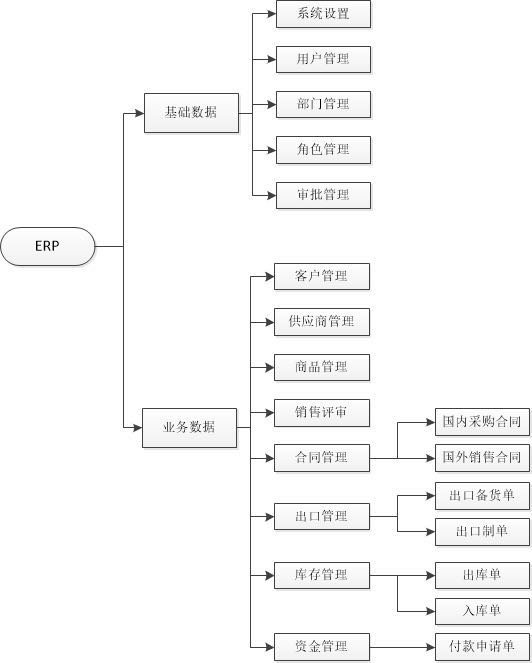 系统设置
用户管理
部门管理
基础数据
角色管理
审批管理
ERP
客户管理
供应商管理
商品管理
销售评审
业务数据
国内采购合同
合同管理
国外销售合同
出口备货单
出口管理
出口制单
库存管理
出库单
入库单
资金管理
付款申请单